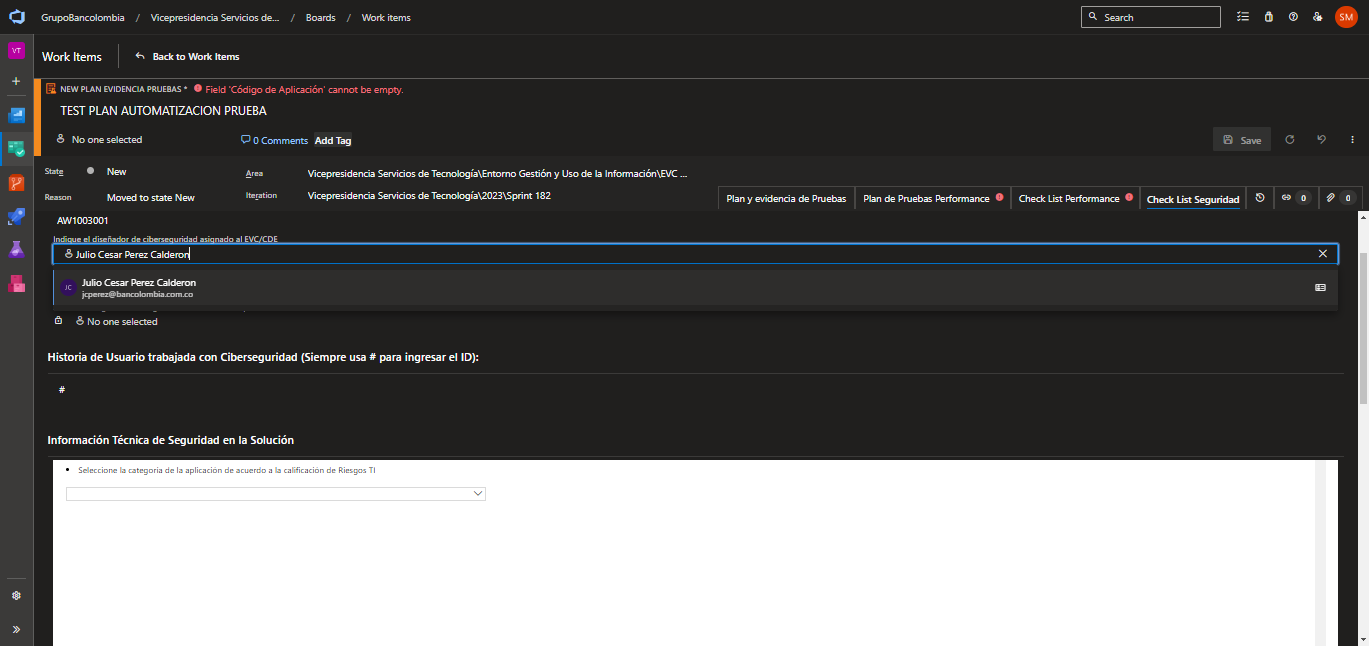 GrupoBancolombia / Vicepresidencia Servicios de... / Boards / Work items
Search
SM
VT
Work Items
Back to Work Items
NEW PLAN EVIDENCIA PRUEBAS * Field 'Código de Aplicación' cannot be empty.
TEST PLAN AUTOMATIZACION PRUEBA
No one selected
0 Comments
Add Tag
Save
State
New
Area
Vicepresidencia Servicios de Tecnología\Entorno Gestión y Uso de la Información\EVC ...
Reason
Moved to state New
Iteration
Vicepresidencia Servicios de Tecnología\2023\Sprint 182
Plan y evidencia de Pruebas
Plan de Pruebas Performance
Check List Performance
Check List Seguridad
0
0
AW1003001
Indique el diseñador de ciberseguridad asignado al EVC/CDE
Julio Cesar Perez Calderon
JC
Julio Cesar Perez Calderon
jcperez@bancolombia.com.co
No one selected
Historia de Usuario trabajada con Ciberseguridad (Siempre usa # para ingresar el ID):
#
Información Técnica de Seguridad en la Solución
Seleccione la categoria de la aplicación de acuerdo a la calificación de Riesgos TI